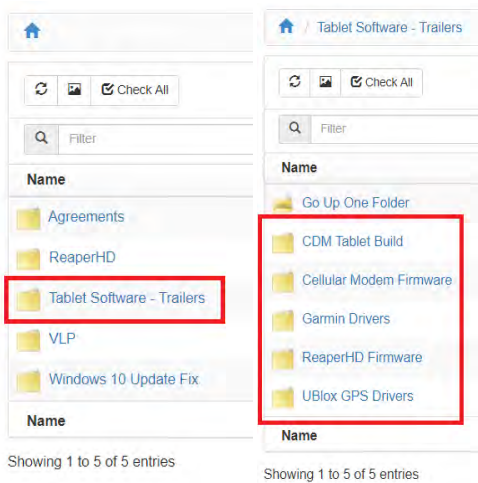 Check All
Filter
Name
Agreements
ReaperHD
Tablet Software - Trailers
VLP
Windows 10 Update Fix
Name
Showing 1 to 5 of 5 entries
/ Tablet Software - Trailers
Check All
Filter
Name
Go Up One Folder
CDM Tablet Build
Cellular Modem Firmware
Garmin Drivers
ReaperHD Firmware
UBlox GPS Drivers
Name
Showing 1 to 5 of 5 entries